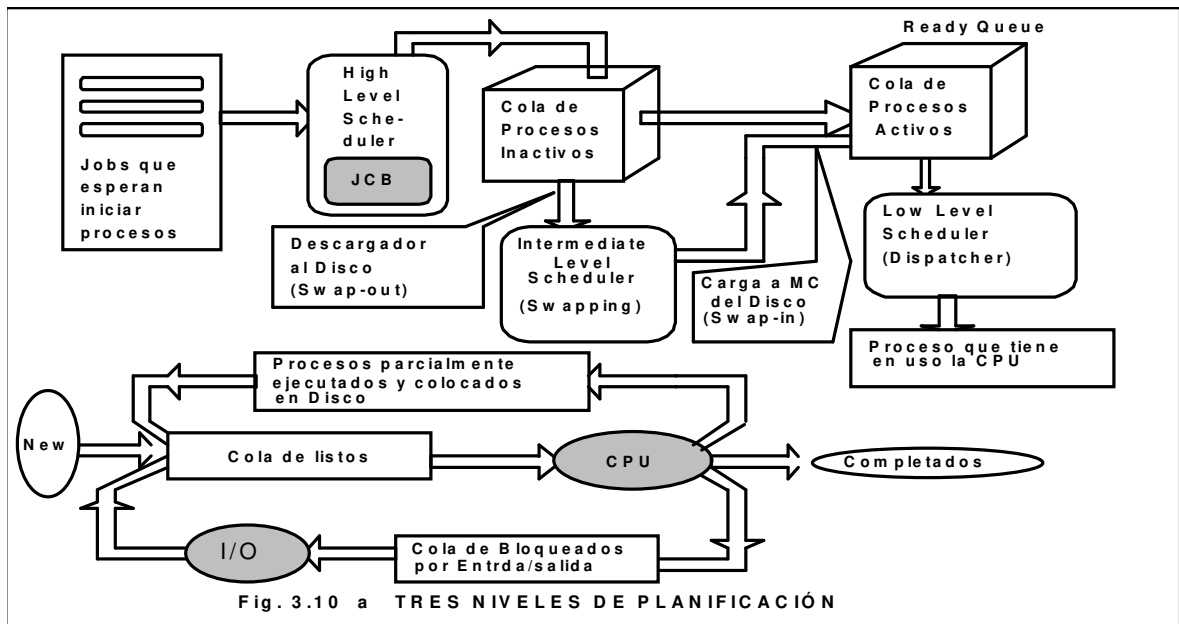 Ready Queue
Jobs que
esperan
iniciar
procesos
High
Level
Sche-
duler
JCB
Cola de
Procesos
Inactivos
Cola de
Procesos
Activos
Descargador
al Disco
(Swap-out)
Intermediate
Level
Scheduler
(Swapping)
Carga a MC
del Disco
(Swap-in)
Low Level
Scheduler
(Dispatcher)
Proceso que tiene
en uso la CPU
Procesos parcialmente
ejecutados y colocados
en Disco
New
Cola de listos
CPU
Completados
I/O
Cola de Bloqueados
por Entrda/salida
Fig. 3.10 a TRES NIVELES DE PLANIFICACIÓN